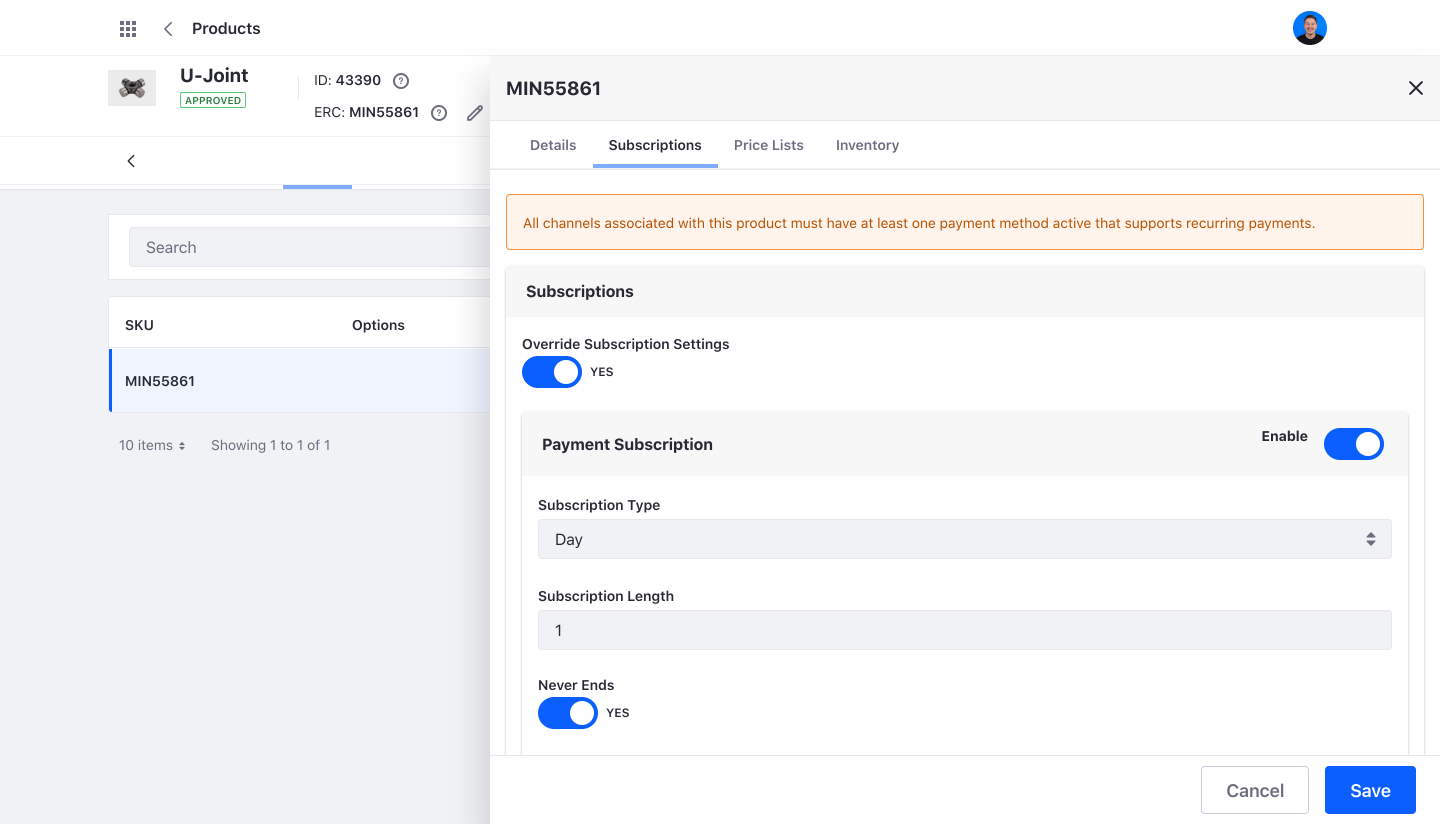 Products
U-Joint
APPROVED
ID: 43390
ERC: MIN55861
Search
SKU Options
MIN55861
10 items Showing 1 to 1 of 1
MIN55861
Details Subscriptions Price Lists Inventory
All channels associated with this product must have at least one payment method active that supports recurring payments.
Subscriptions
Override Subscription Settings
YES
Payment Subscription Enable
Subscription Type
Day
Subscription Length
1
Never Ends
YES
Cancel Save